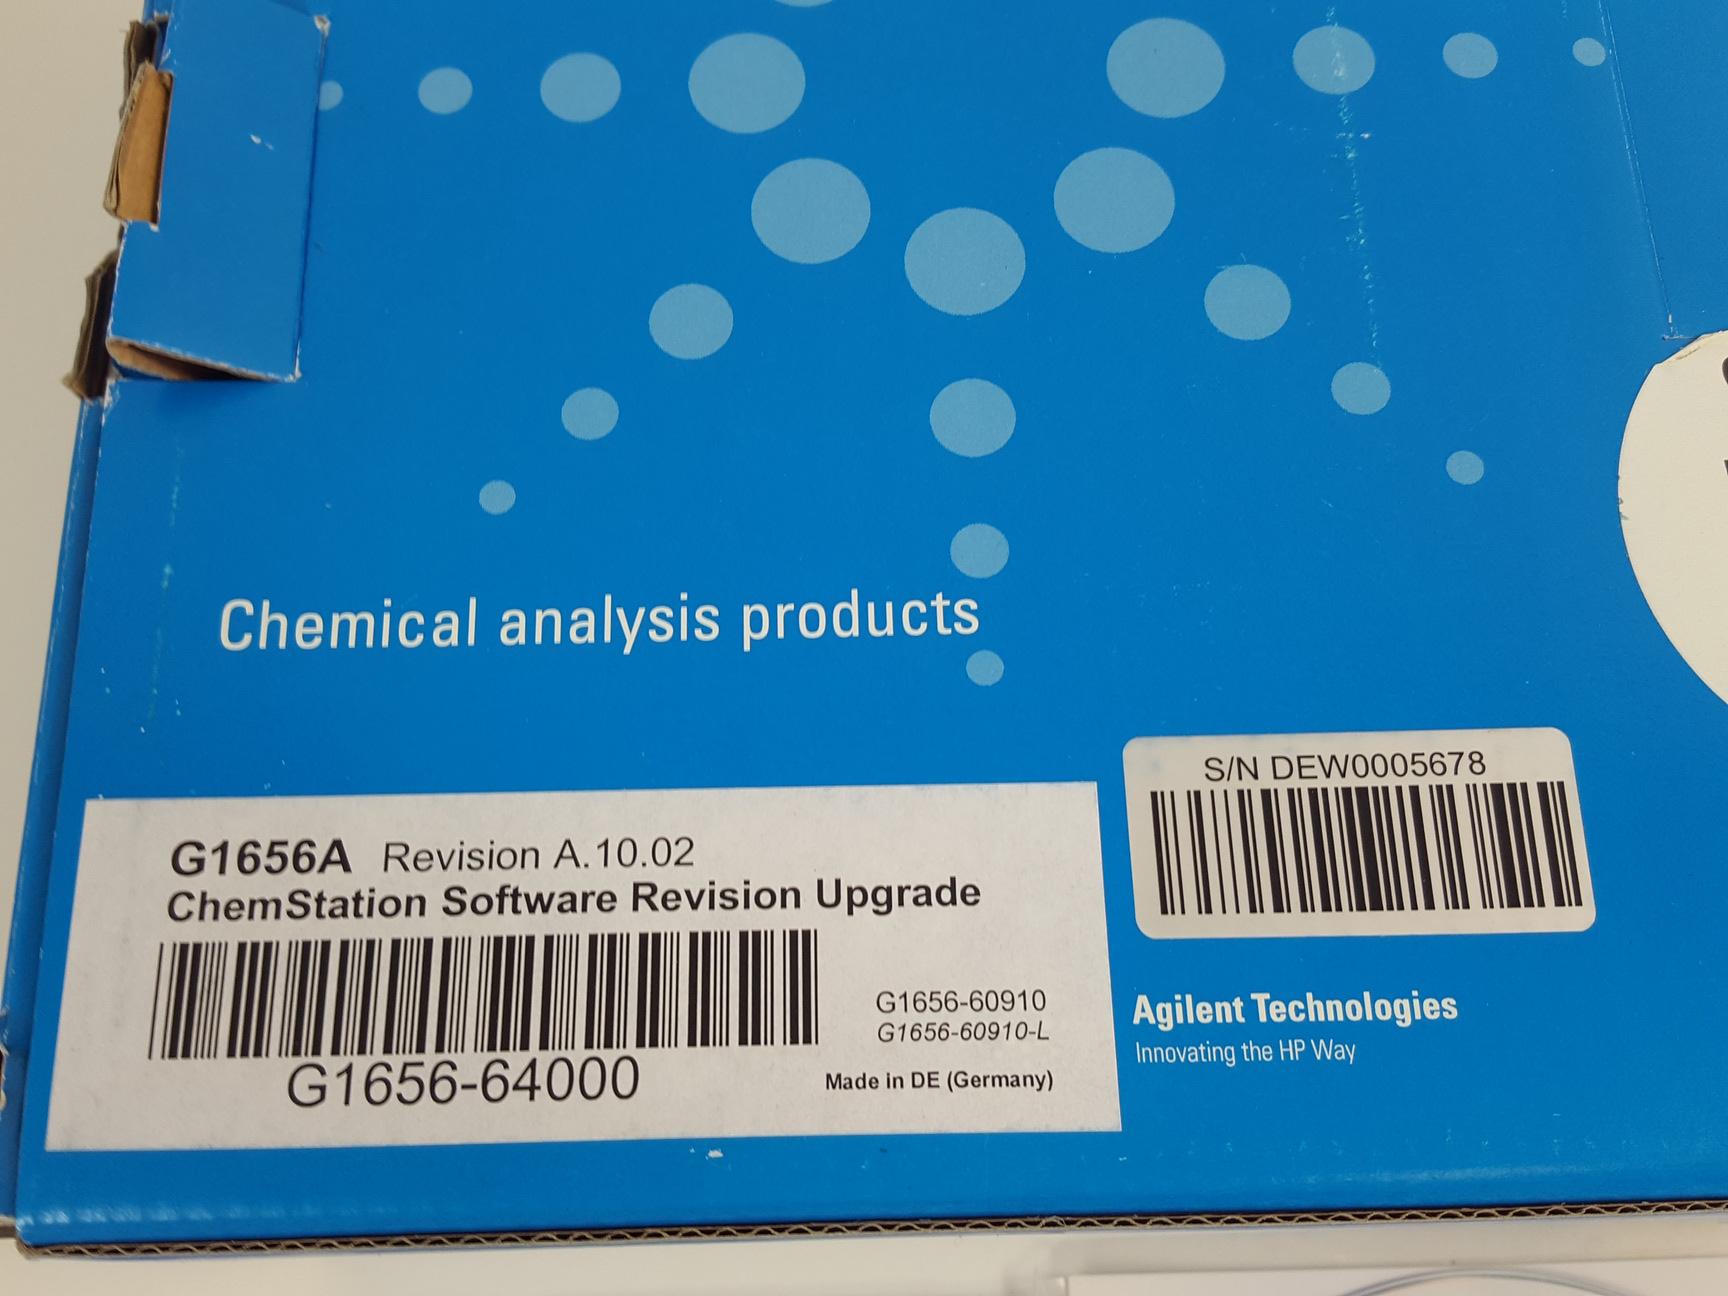 Chemical analysis products
S/N DEW0005678
G1656A Revision A.10.02
ChemStation Software Revision Upgrade
G1656-60910
G1656-60910-L
G1656-64000
Made in DE (Germany)
Agilent Technologies
Innovating the HP Way